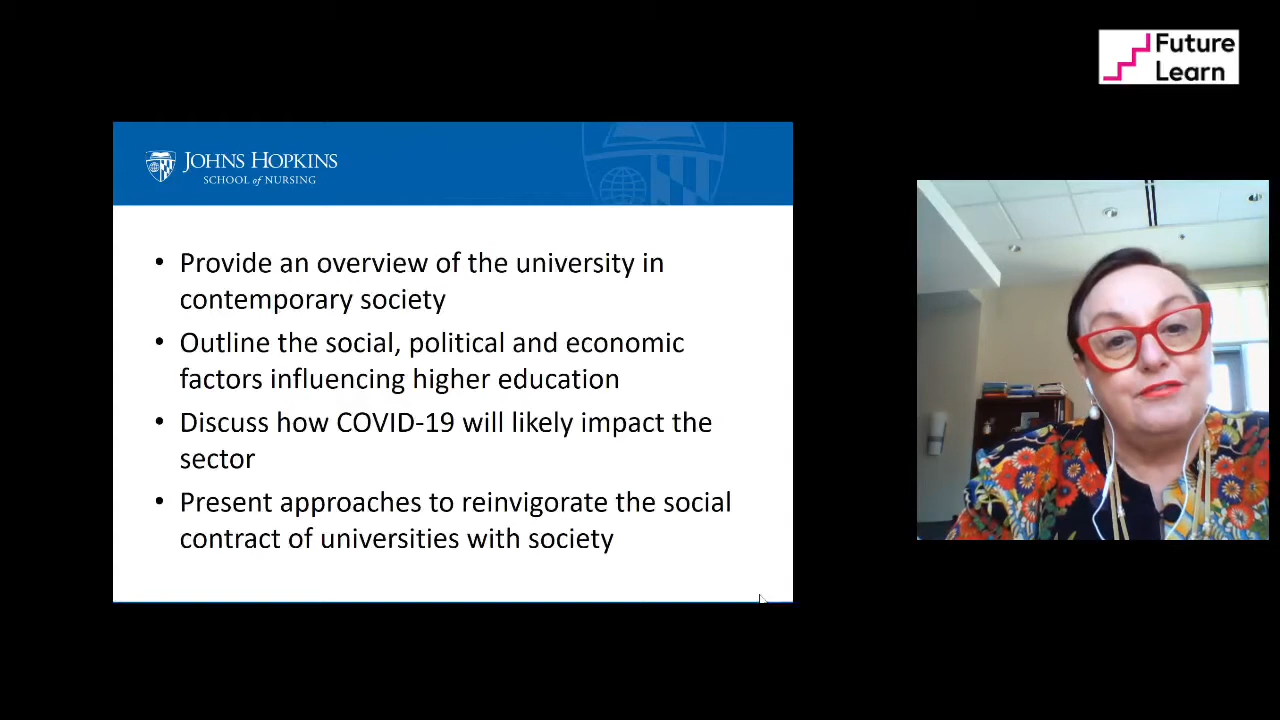 Future
Learn
JOHNS HOPKINS
SCHOOL of NURSING
• Provide an overview of the university in
contemporary society
• Outline the social, political and economic
factors influencing higher education
• Discuss how COVID-19 will likely impact the
sector
• Present approaches to reinvigorate the social
contract of universities with society